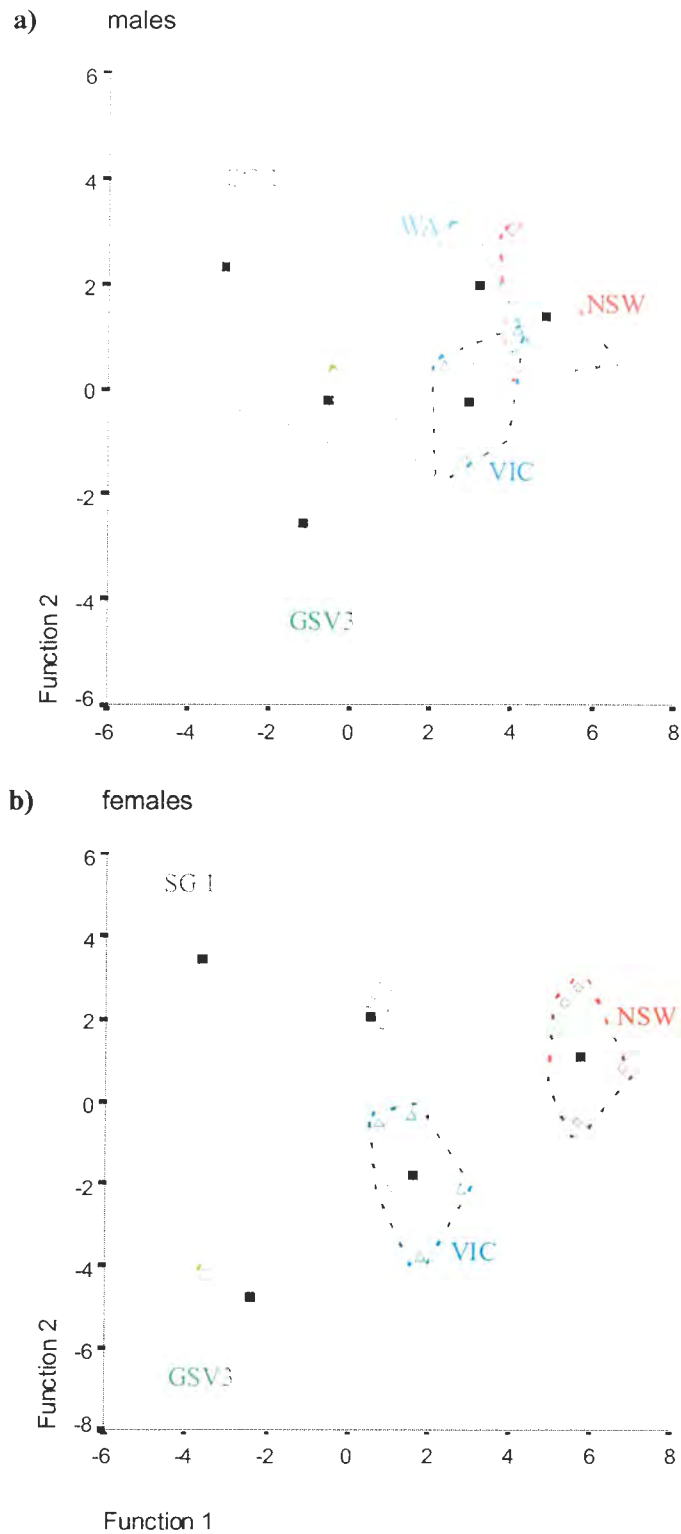 a) males
6
4
WA
2
NSW
0
VIC
-2
GSV3
-4
Function 2
-6
-6 -4 -2 0 2 4 6 8
b) females
6
SG 1
4
2
NSW
0
-2
VIC
-4
-6
GSV3
Function 2
-8
-6 -4 -2 0 2 4 6 8
Function 1